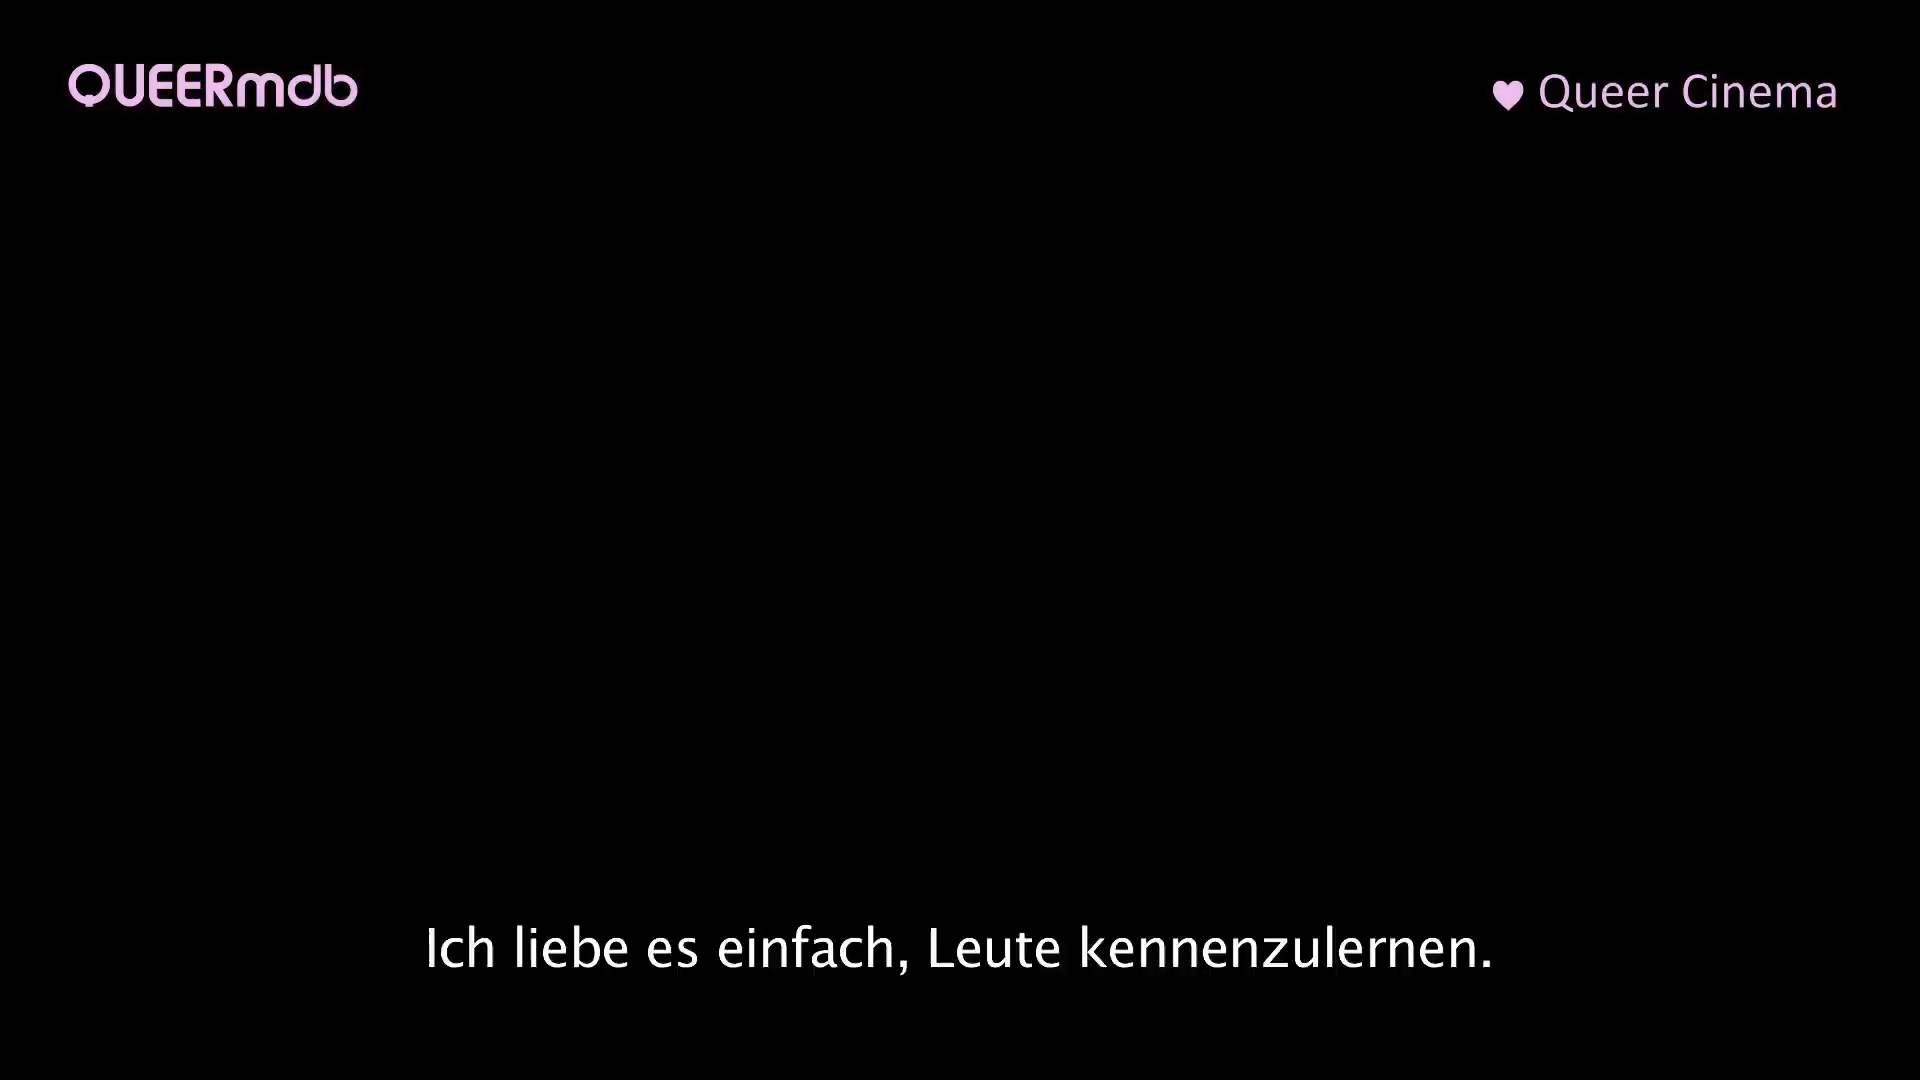 QUEERmdb
♥ Queer Cinema
Ich liebe es einfach, Leute kennenzulernen.